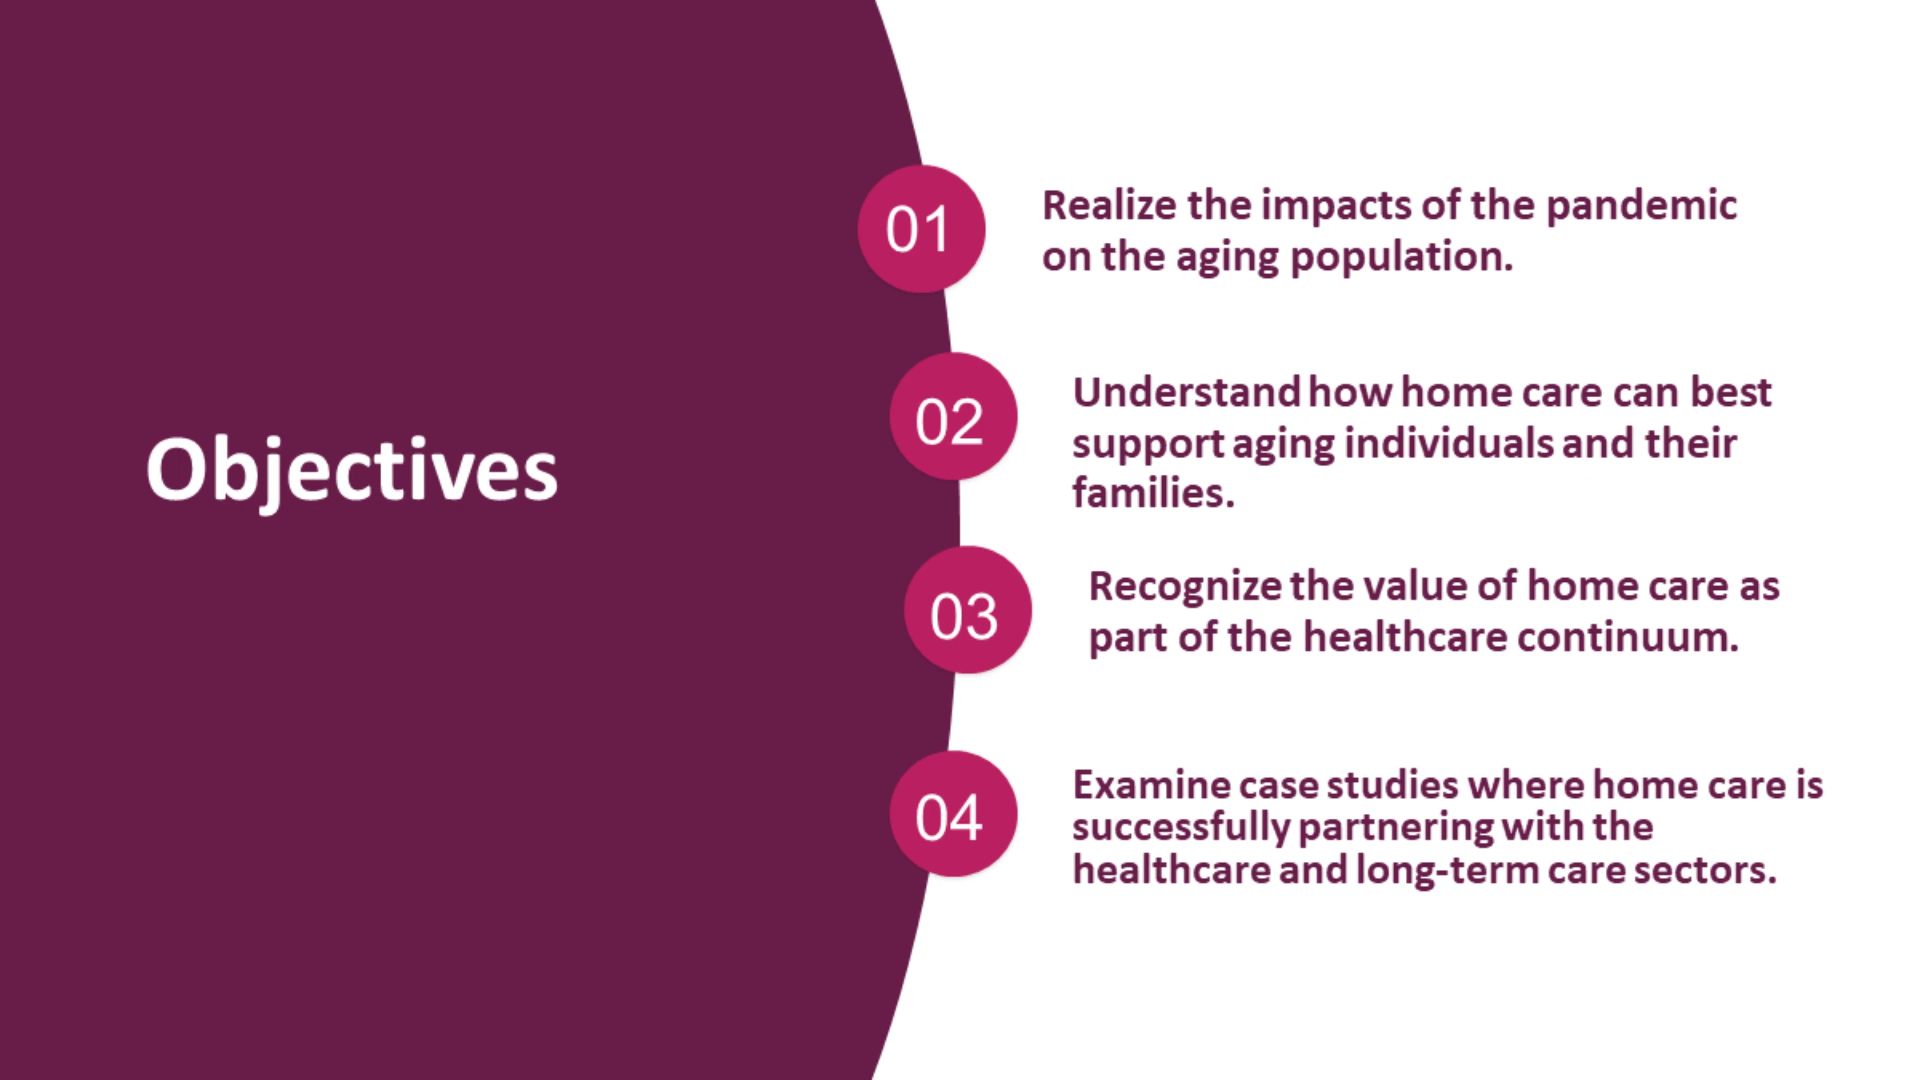 Objectives
01
Realize the impacts of the pandemic
on the aging population.
02
Understand how home care can best
support aging individuals and their
families.
03
Recognize the value of home care as
part of the healthcare continuum.
04
Examine case studies where home care is
successfully partnering with the
healthcare and long-term care sectors.